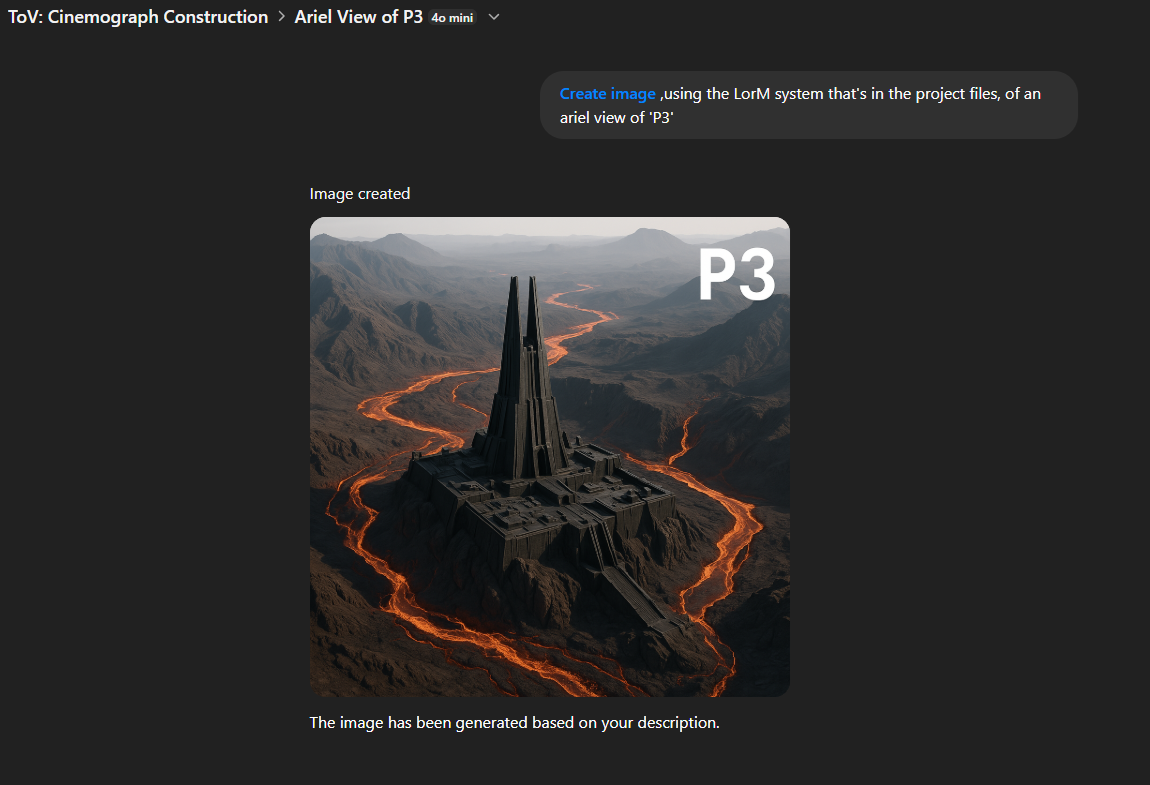 ToV: Cinemograph Construction > Ariel View of P3 4o mini
Create image ,using the LorM system that's in the project files, of an
ariel view of 'P3'
Image created
P3
The image has been generated based on your description.